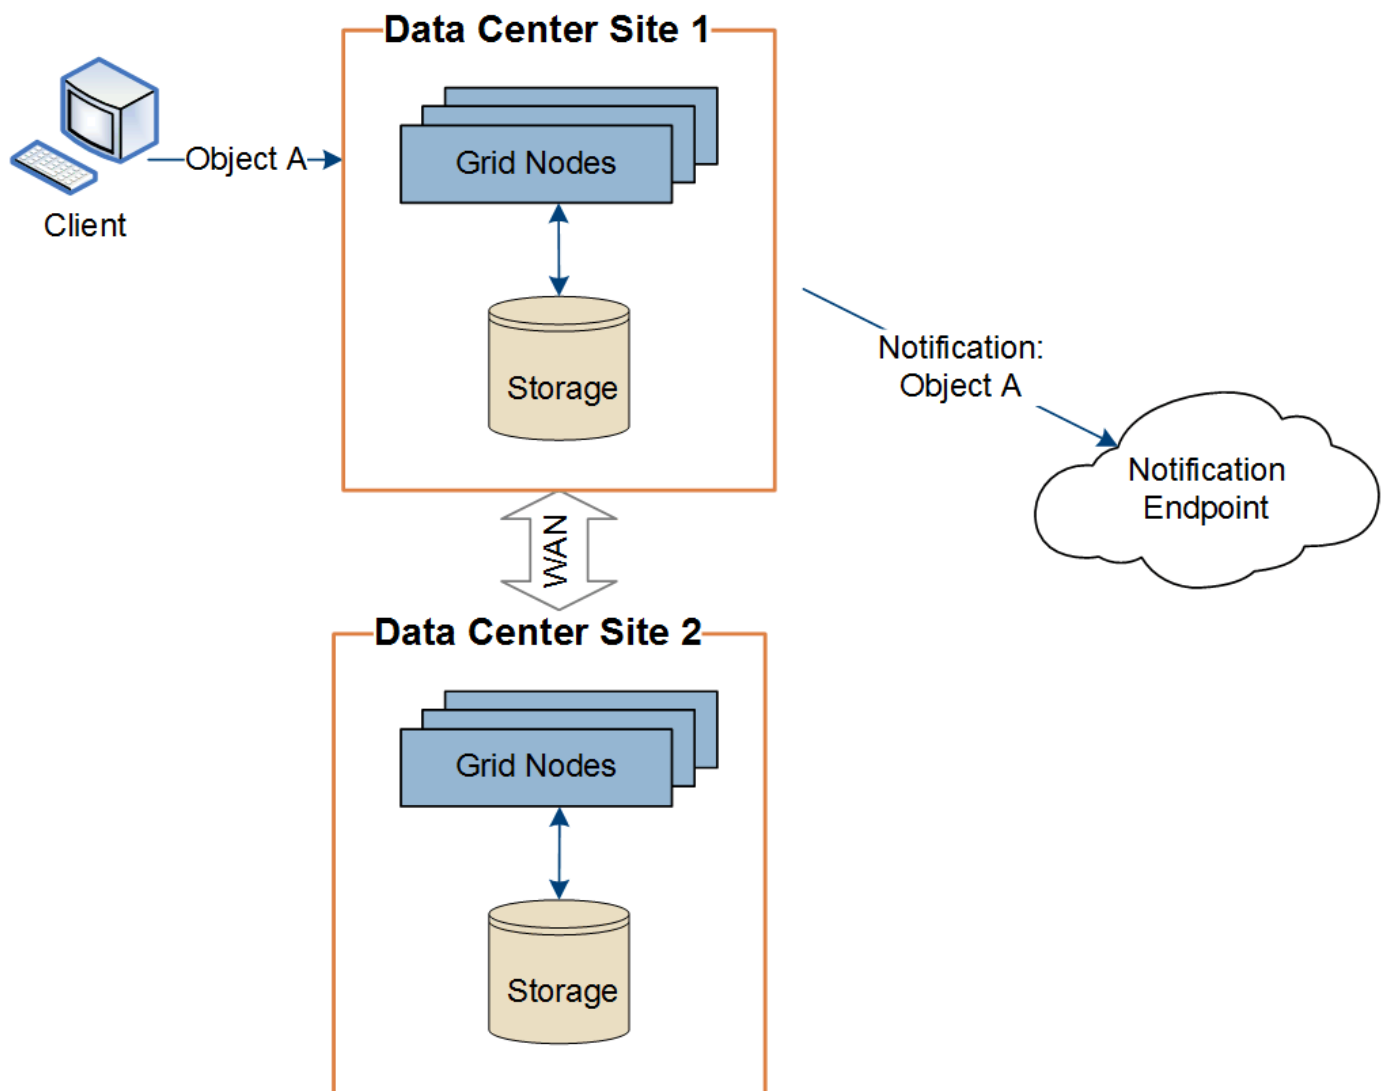 Data Center Site 1
Object A
Grid Nodes
Client
Storage
Notification:
Object A
Notification
Endpoint
WAN
Data Center Site 2
Grid Nodes
Storage